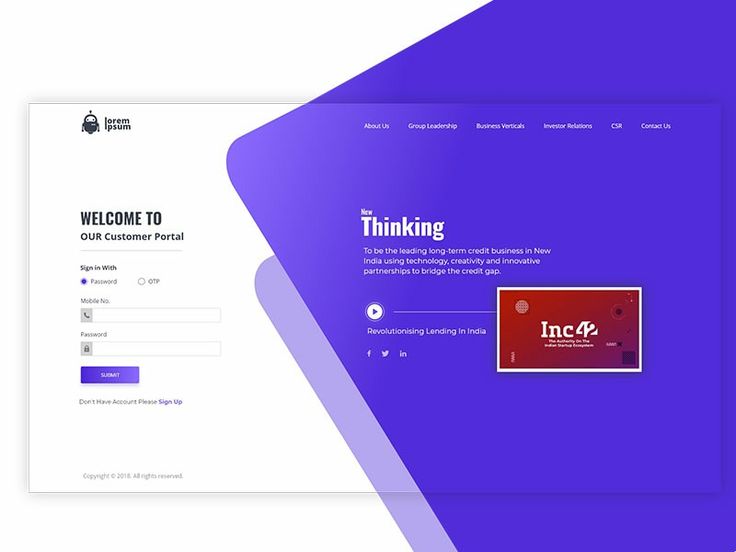 lorem
Ipsum
About Us
Group Leadership
Business Verticals
Investor Relations
CSR
Contact Us
WELCOME TO
OUR Customer Portal
Sign in With
Password
OTP
Mobile No.
Password
SUBMIT
Don't Have Account Please Sign Up
Copyright © 2018. All rights reserved.
New
Thinking
To be the leading long-term credit business in New
India using technology, creativity and innovative
partnerships to bridge the credit gap.
Revolutionising Lending In India
Inc42
The Authority On The
Indian Startup Ecosystem